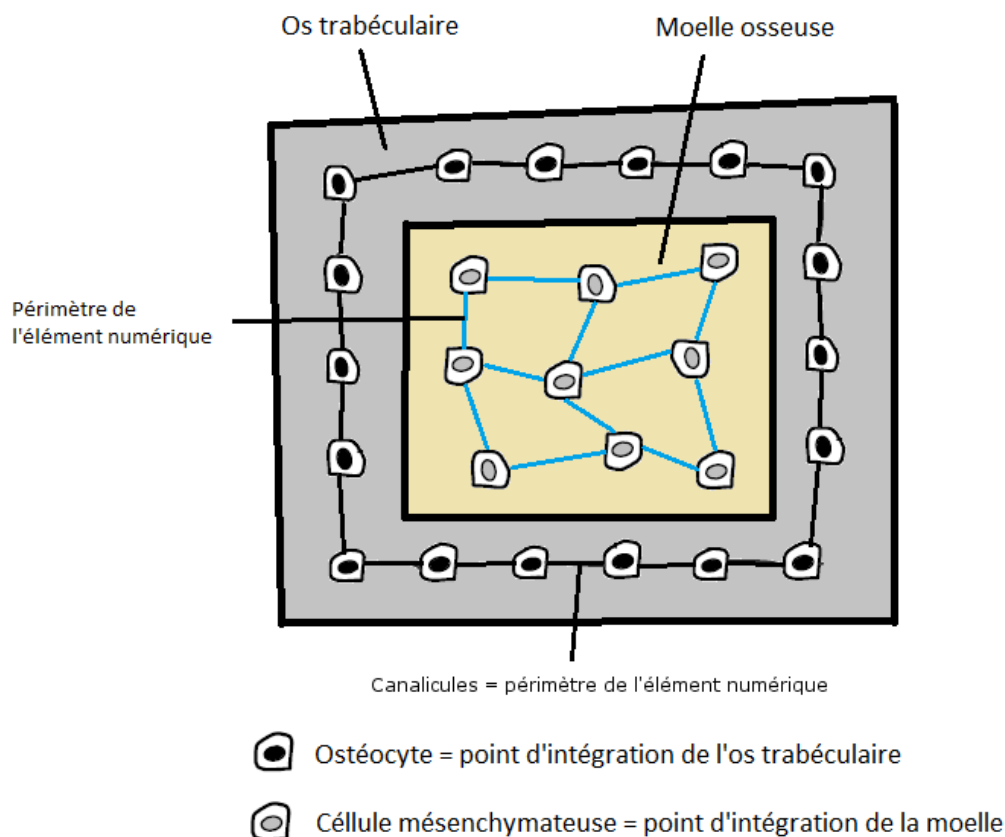 Os trabéculaire
Moelle osseuse
Périmètre de
l'élément numérique
Canalicules = périmètre de l'élément numérique
Ostéocyte = point d'intégration de l'os trabéculaire
Céllule mésenchymateuse = point d'intégration de la moelle